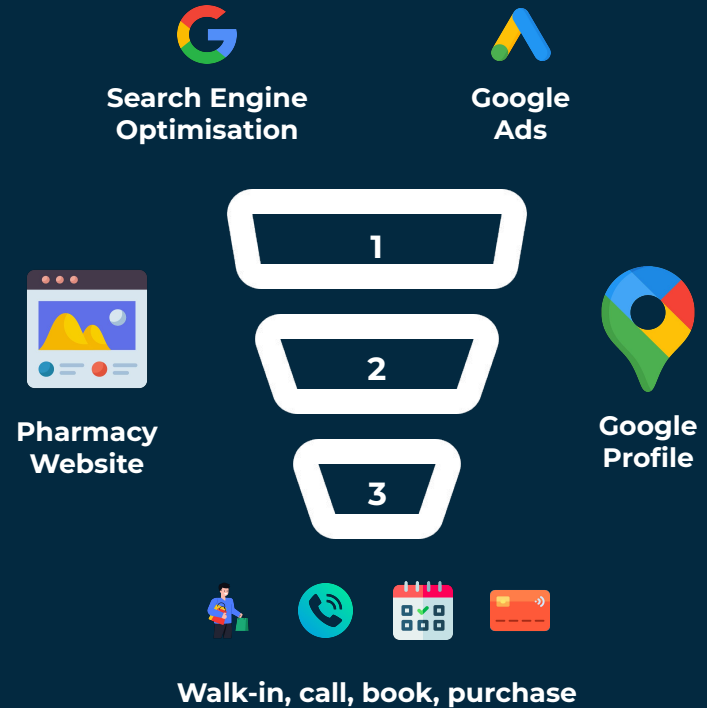 Search Engine
Optimisation
Google
Ads
1
2
3
Pharmacy
Website
Google
Profile
Walk-in, call, book, purchase